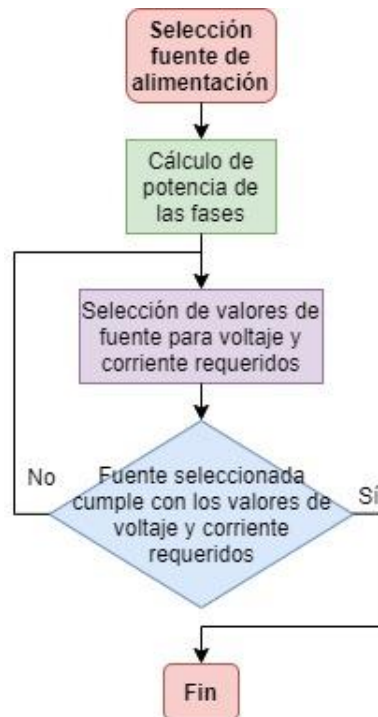 Selección
fuente de
alimentación
Cálculo de
potencia de
las fases
Selección de valores de
fuente para voltaje y
corriente requeridos
No
Fuente seleccionada
cumple con los valores de
voltaje y corriente
requeridos
Sí
Fin